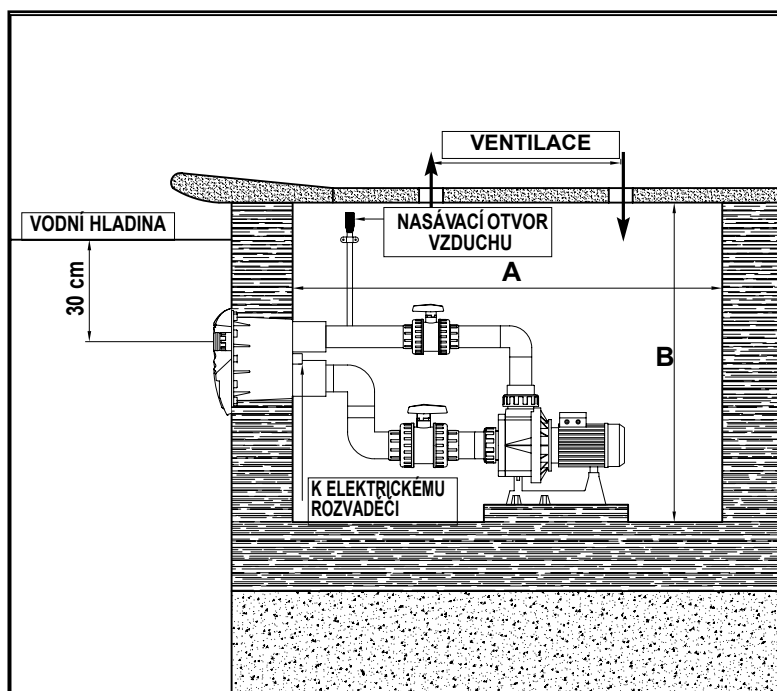 VENTILACE
VODNÍ HLADINA
NASÁVACÍ OTVOR
VZDUCHU
A
30 cm
B
K ELEKTRICKÉMU
ROZVADĚČI